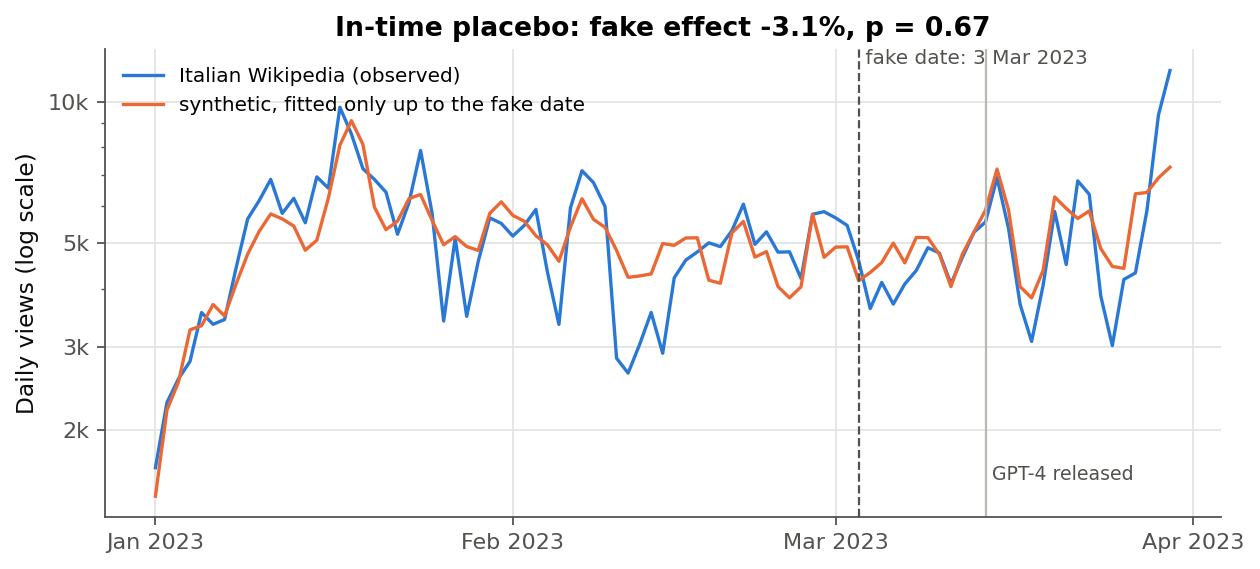 In-time placebo: fake effect -3.1%, p = 0.67
fake date: 3 Mar 2023
Italian Wikipedia (observed)
synthetic, fitted only up to the fake date
Daily views (log scale)
10k
5k
3k
2k
GPT-4 released
Jan 2023
Feb 2023
Mar 2023
Apr 2023